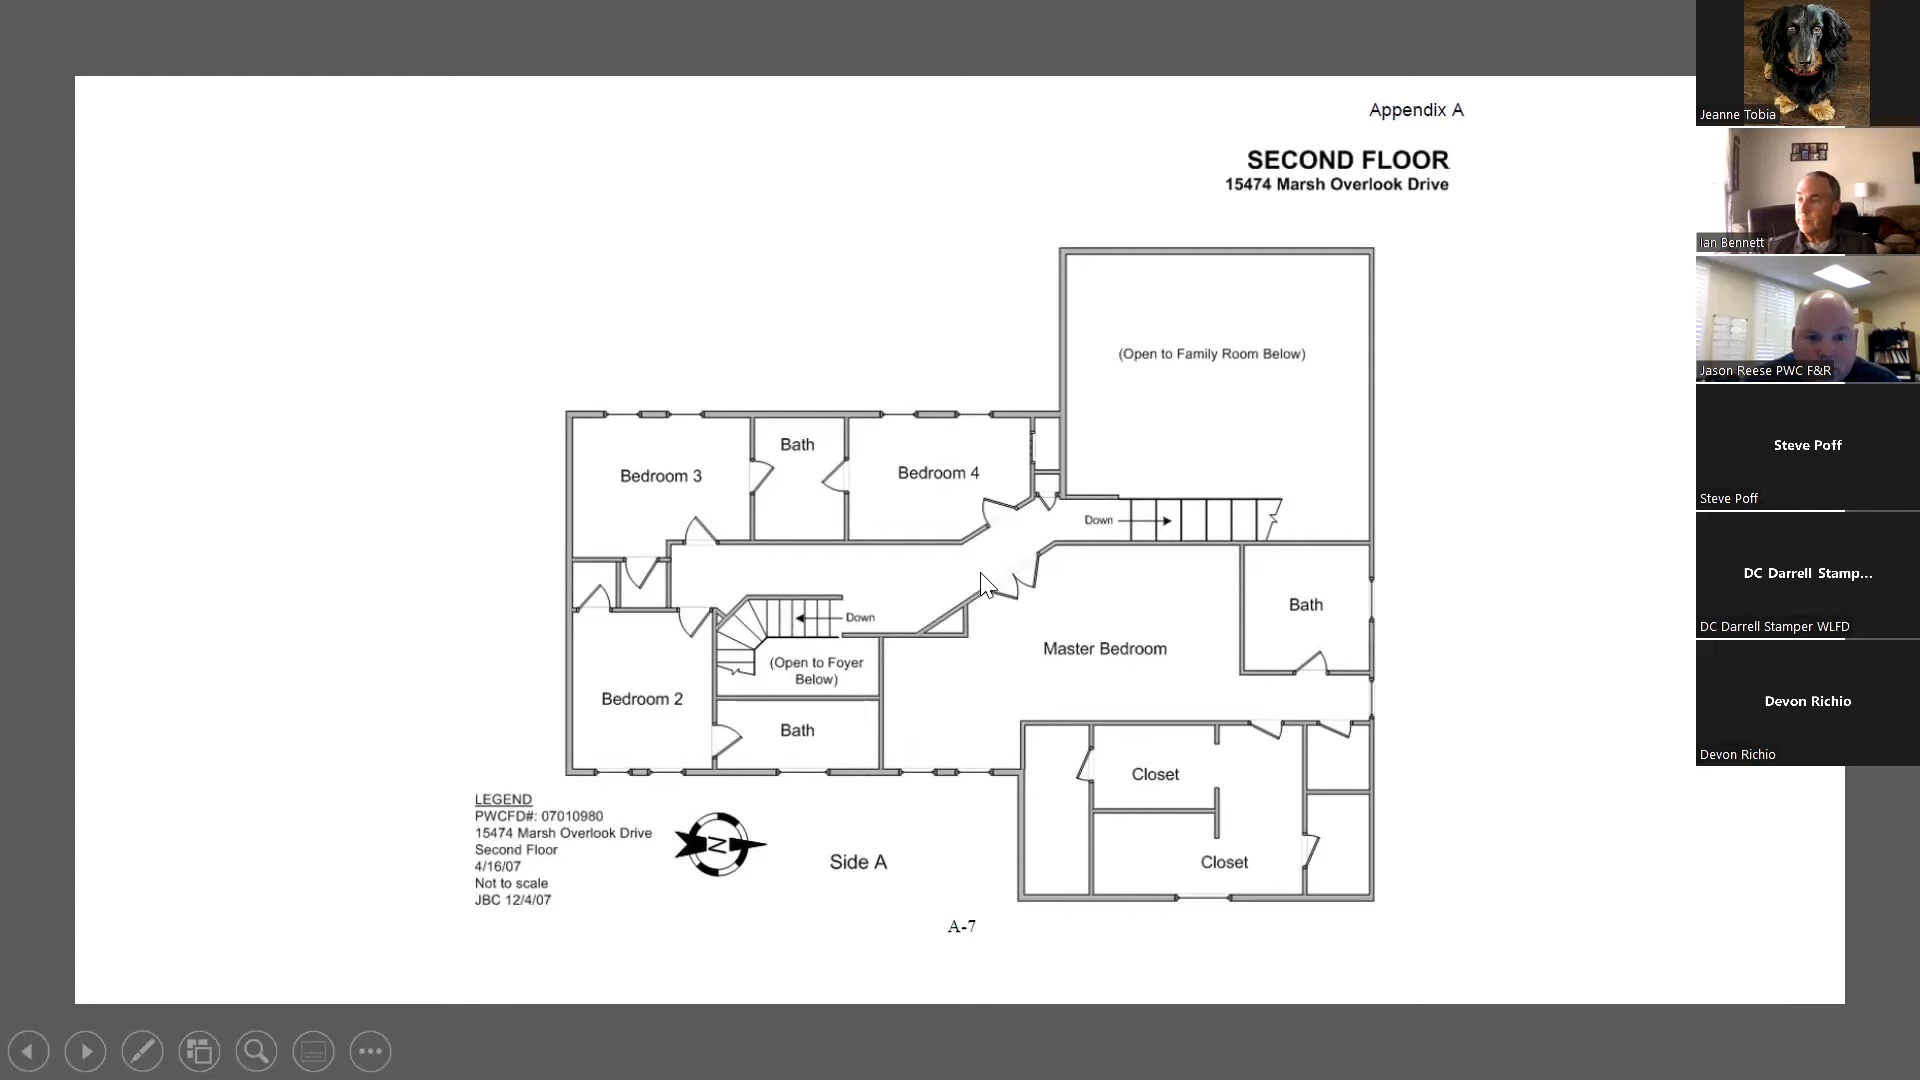 Appendix A
SECOND FLOOR
15474 Marsh Overlook Drive
(Open to Family Room Below)
Bath
Bedroom 3
Bedroom 4
Down
Bath
Down
Master Bedroom
(Open to Foyer
Below)
Bedroom 2
Bath
Closet
Closet
LEGEND
PWCFD#: 07010980
15474 Marsh Overlook Drive
Second Floor
4/16/07
Not to scale
JBC 12/4/07
N
Side A
A-7
Jeanne Tobia
Ian Bennett
Jason Reese PWC F&R
Steve Poff
Steve Poff
DC Darrell Stamp...
DC Darrell Stamper WLFD
Devon Richio
Devon Richio